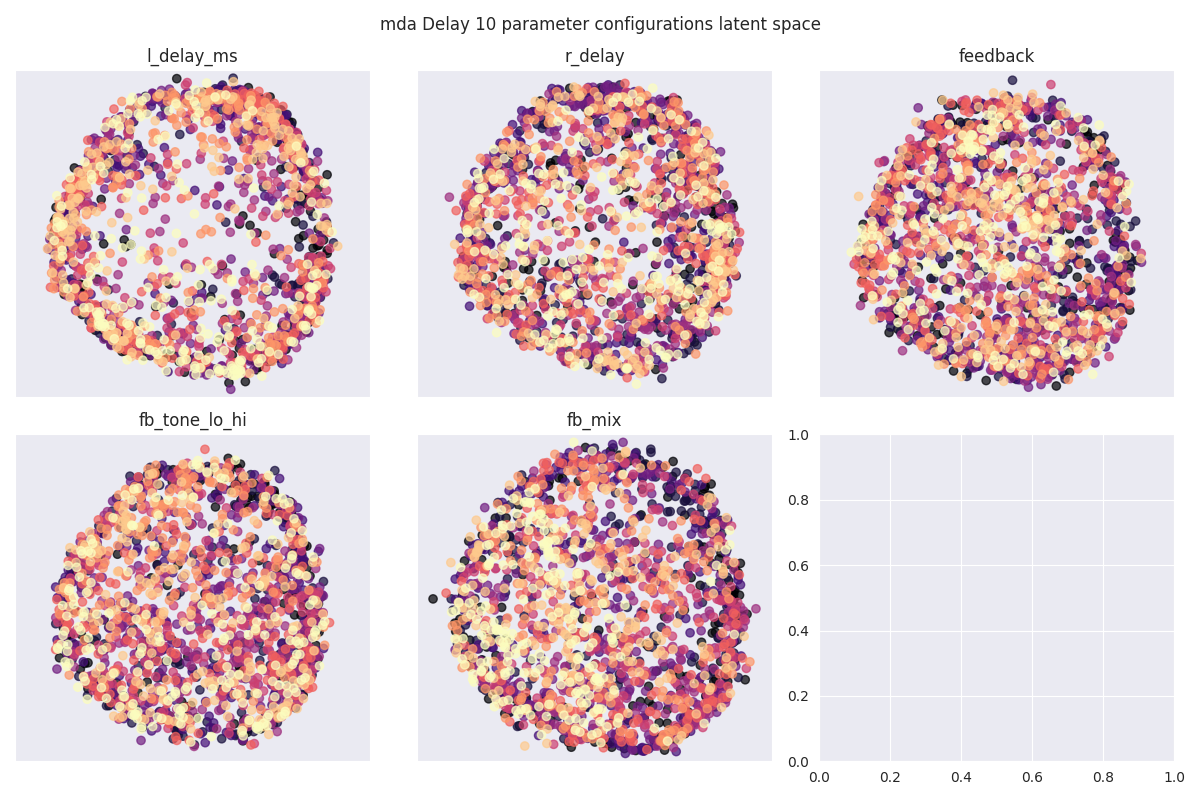 mda Delay 10 parameter configurations latent space
l_delay_ms
r_delay
feedback
fb_tone_lo_hi
fb_mix
1.0
0.8
0.6
0.4
0.2
0.0
0.0 0.2 0.4 0.6 0.8 1.0